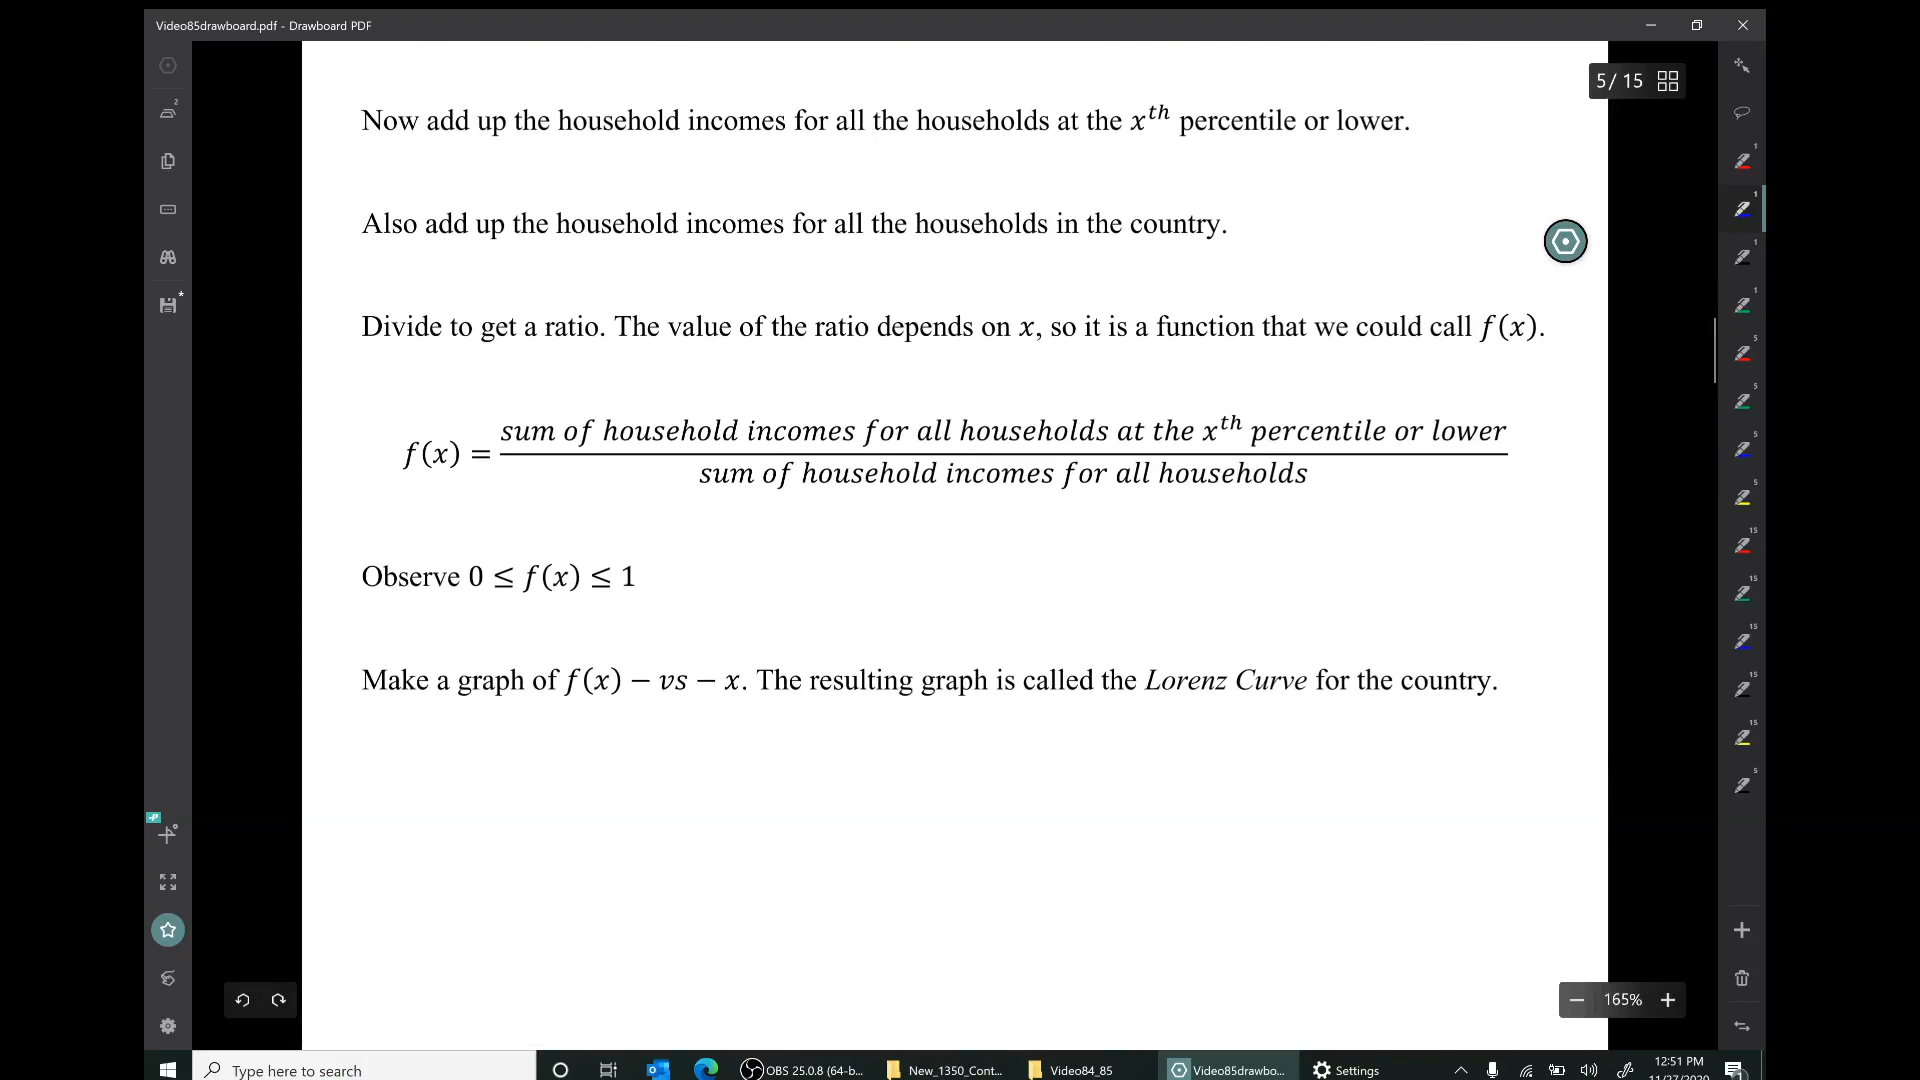 Video85drawboard.pdf - Drawboard PDF
5/ 15
Now add up the household incomes for all the households at the x^th percentile or lower.
Also add up the household incomes for all the households in the country.
Divide to get a ratio. The value of the ratio depends on x, so it is a function that we could call f(x).
f(x) = sum of household incomes for all households at the x^th percentile or lower / sum of household incomes for all households
Observe 0 ≤ f(x) ≤ 1
Make a graph of f(x) − vs − x. The resulting graph is called the Lorenz Curve for the country.
165%
Type here to search
OBS 25.0.8 (64-b...
New_1350_Cont...
Video84_85
Video85drawbo...
Settings
12:51 PM
11/27/2020